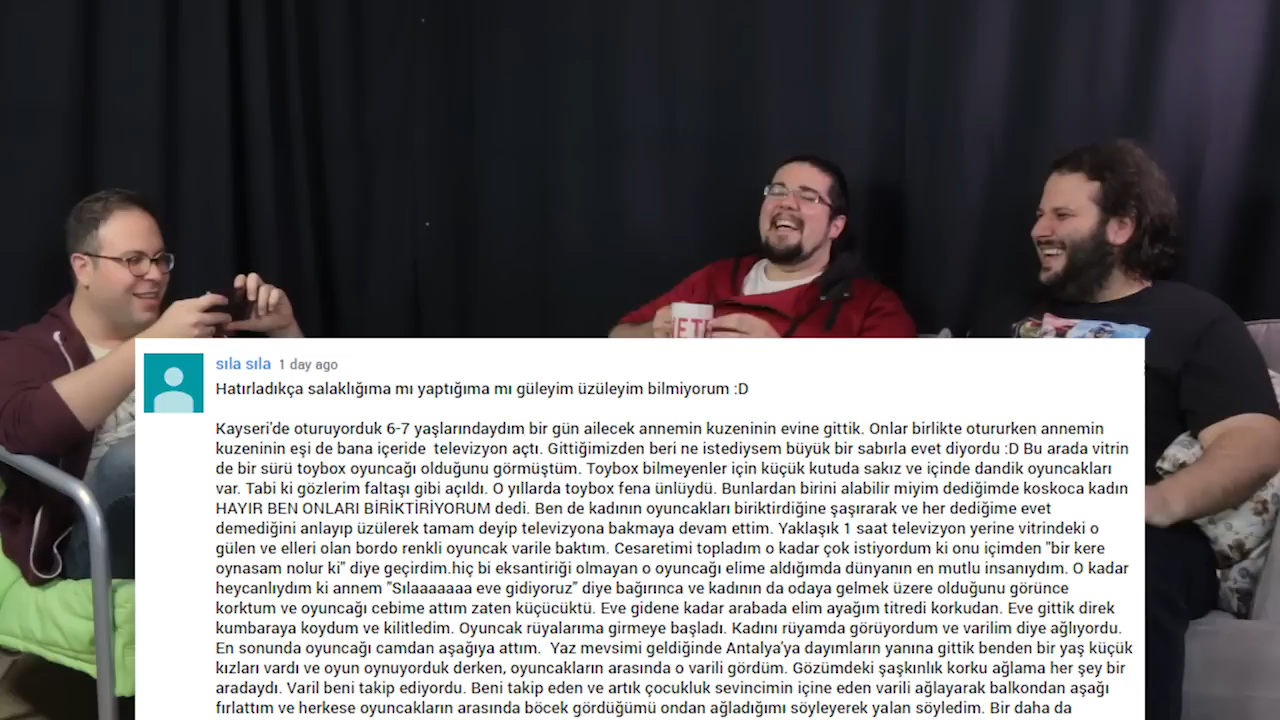 NETF
sıla sıla 1 day ago
Hatırladıkça salaklığıma mı yaptığıma mı güleyim üzüleyim bilmiyorum :D
Kayseri'de oturuyorduk 6-7 yaşlarındaydım bir gün ailecek annemin kuzeninin evine gittik. Onlar birlikte otururken annemin
kuzeninin eşi de bana içeride televizyon açtı. Gittiğimizden beri ne istediysem büyük bir sabırla evet diyordu :D Bu arada vitrin
de bir sürü toybox oyuncağı olduğunu görmüştüm. Toybox bilmeyenler için küçük kutuda sakız ve içinde dandik oyuncakları
var. Tabi ki gözlerim faltaşı gibi açıldı. O yıllarda toybox fena ünlüydü. Bunlardan birini alabilir miyim dediğimde koskoca kadın
HAYIR BEN ONLARI BİRİKTİRİYORUM dedi. Ben de kadının oyuncakları biriktirdiğine şaşırarak ve her dediğime evet
demediğini anlayıp üzülerek tamam deyip televizyona bakmaya devam ettim. Yaklaşık 1 saat televizyon yerine vitrindeki o
gülen ve elleri olan bordo renkli oyuncak varile baktım. Cesaretimi topladım o kadar çok istiyordum ki onu içimden "bir kere
oynasam nolur ki" diye geçirdim.hiç bi eksantiriği olmayan o oyuncağı elime aldığımda dünyanın en mutlu insanıydım. O kadar
heycanlıydım ki annem "Sılaaaaaaa eve gidiyoruz" diye bağırınca ve kadının da odaya gelmek üzere olduğunu görünce
korktum ve oyuncağı cebime attım zaten küçücüktü. Eve gidene kadar arabada elim ayağım titredi korkudan. Eve gittik direk
kumbaraya koydum ve kilitledim. Oyuncak rüyalarıma girmeye başladı. Kadını rüyamda görüyordum ve varilim diye ağlıyordu.
En sonunda oyuncağı camdan aşağıya attım. Yaz mevsimi geldiğinde Antalya'ya dayımların yanına gittik benden bir yaş küçük
kızları vardı ve oyun oynuyorduk derken, oyuncakların arasında o varili gördüm. Gözümdeki şaşkınlık korku ağlama her şey bir
aradaydı. Varil beni takip ediyordu. Beni takip eden ve artık çocukluk sevincimin içine eden varili ağlayarak balkondan aşağı
fırlattım ve herkese oyuncakların arasında böcek gördüğümü ondan ağladığımı söyleyerek yalan söyledim. Bir daha da